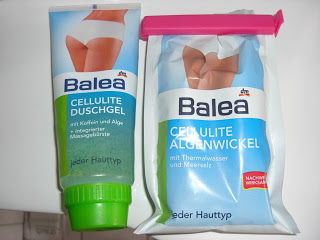 Balea
dm
CELLULITE
DUSCHGEL
mit Koffein und Alge
+ integrierter
Massagebürste
Jeder Hauttyp
Balea
dm
CELLULITE
ALGENWICKEL
mit Thermalwasser
und Meersalz
Jeder Hauttyp